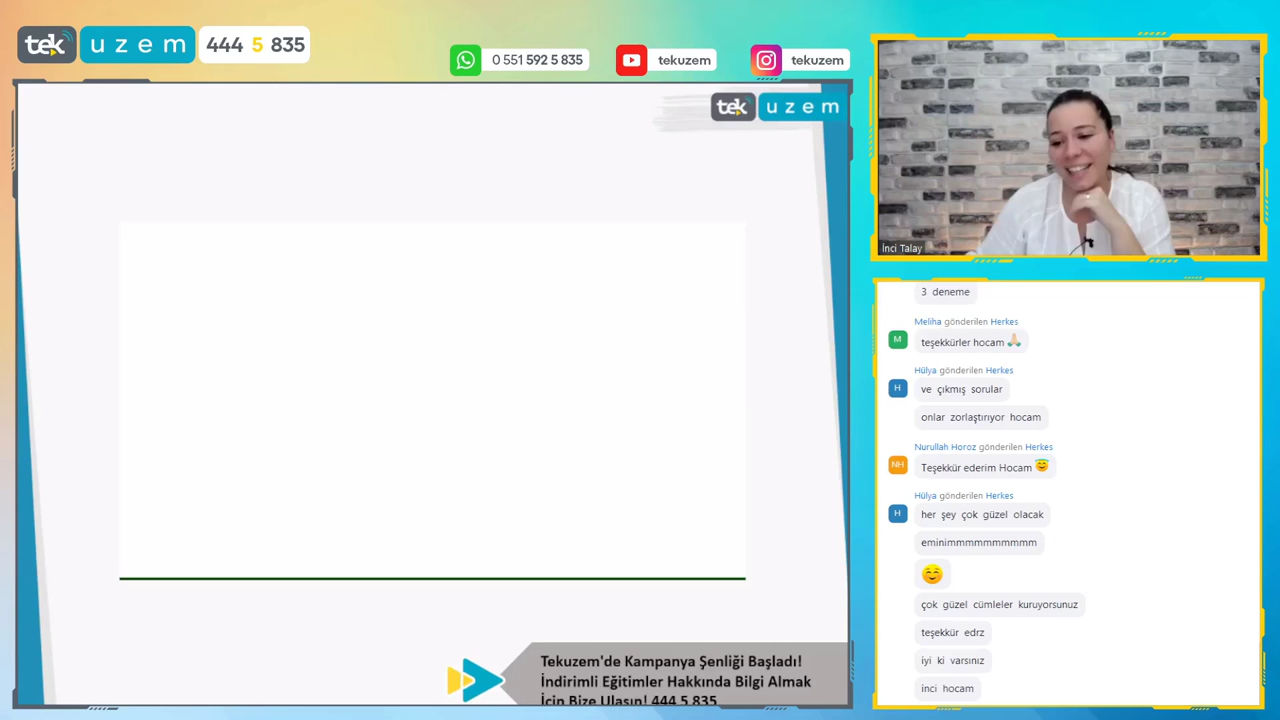 tek uzem 444 5 835
0 551 592 5 835
tekuzem
tekuzem
tek uzem
Tekuzem'de Kampanya Şenliği Başladı!
İndirimli Eğitimler Hakkında Bilgi Almak
İçin Bize Ulaşın! 444 5 835
İnci Talay
3 deneme
Meliha gönderilen Herkes
M
teşekkürler hocam 🙏🏻
Hülya gönderilen Herkes
H
ve çıkmış sorular
onlar zorlaştırıyor hocam
Nurullah Horoz gönderilen Herkes
NH
Teşekkür ederim Hocam 😇
Hülya gönderilen Herkes
H
her şey çok güzel olacak
eminimmmmmmmmmm
😊
çok güzel cümleler kuruyorsunuz
teşekkür edrz
iyi ki varsınız
inci hocam